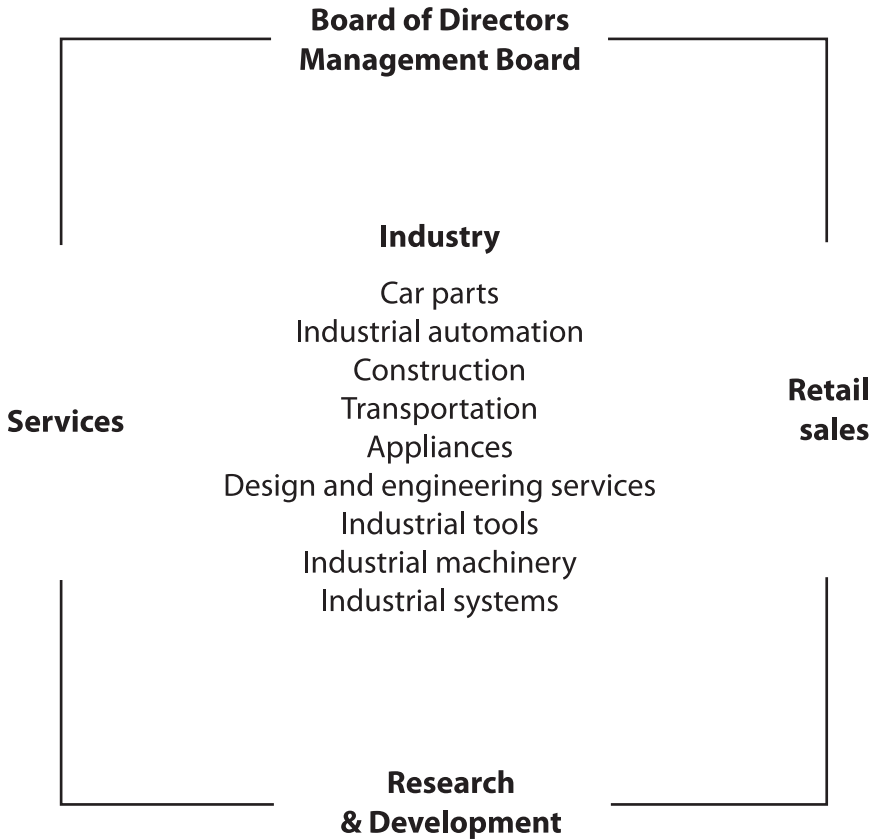 Board of Directors
Management Board
Industry
Car parts
Industrial automation
Construction
Transportation
Appliances
Design and engineering services
Industrial tools
Industrial machinery
Industrial systems
Services
Retail
sales
Research
& Development